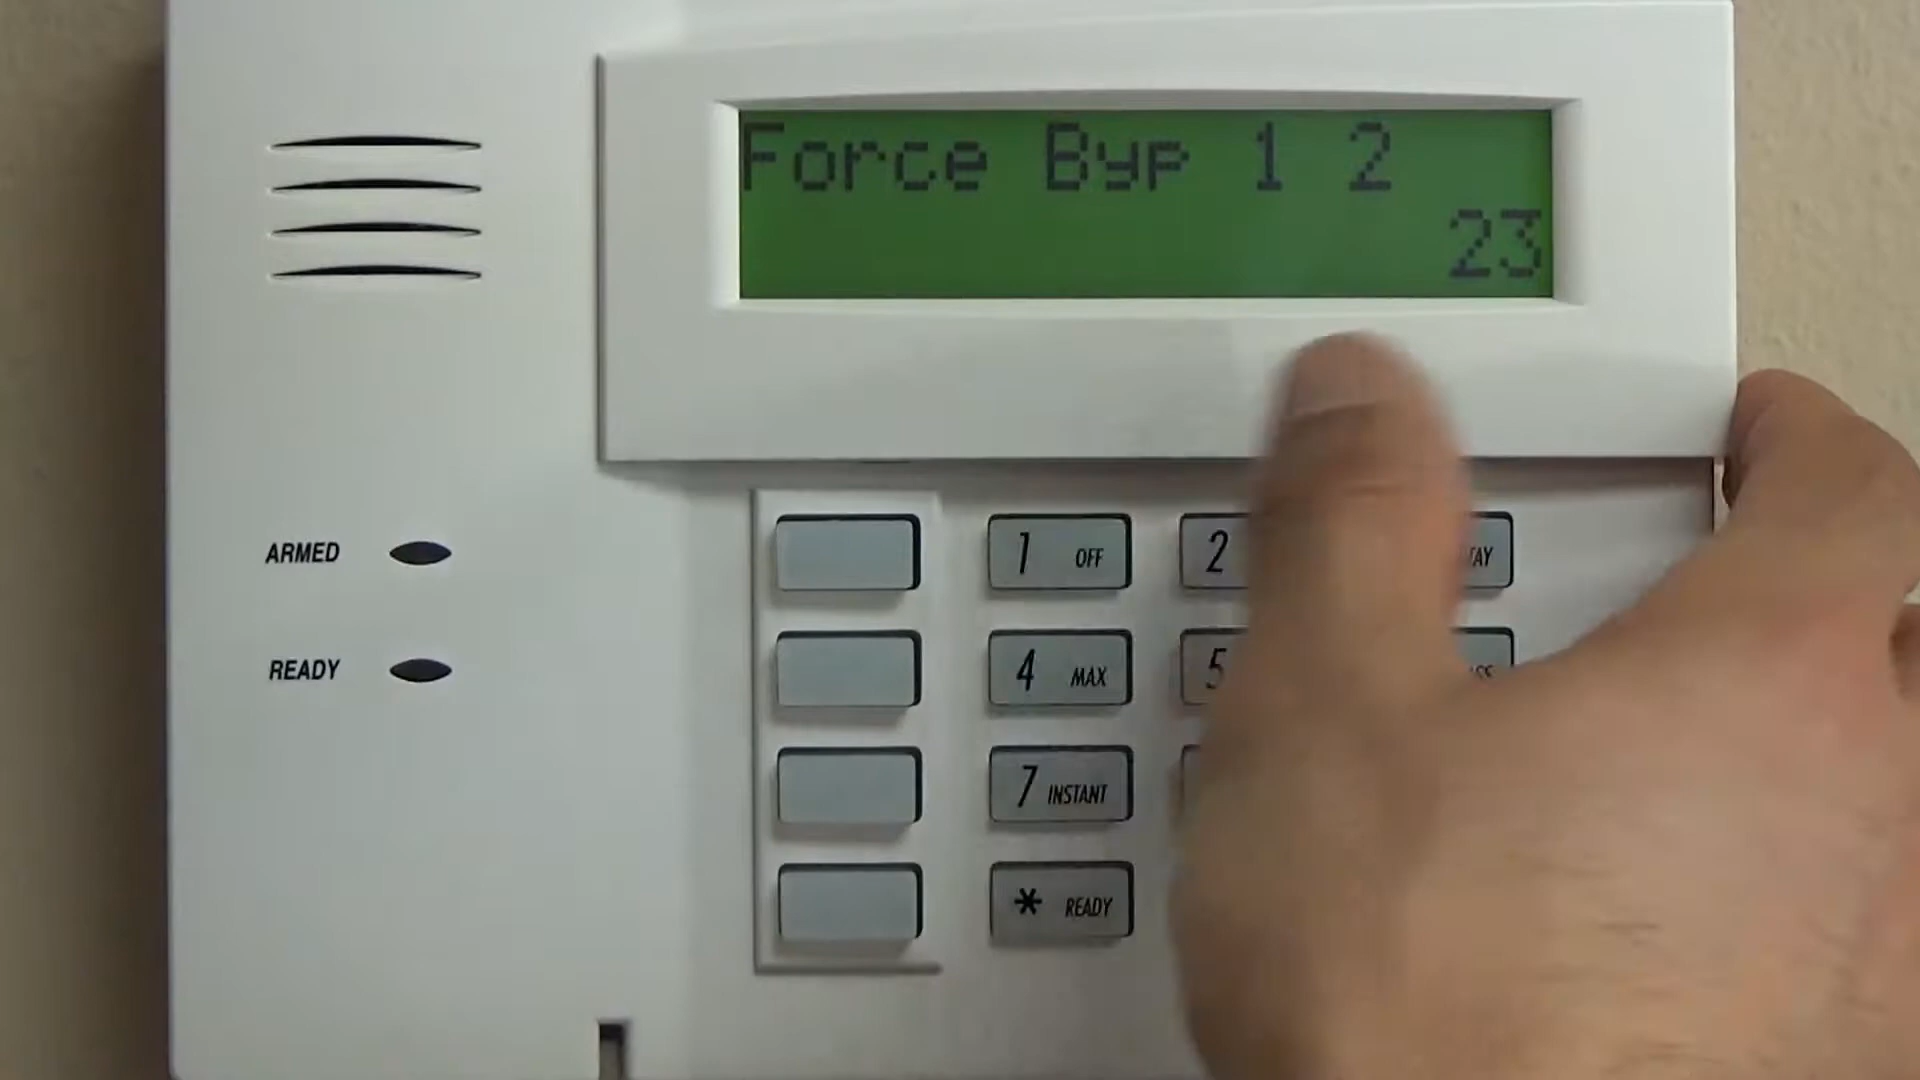 Force Byp 1 2
23
ARMED
READY
1 OFF
2
4 MAX
5
7 INSTANT
* READY